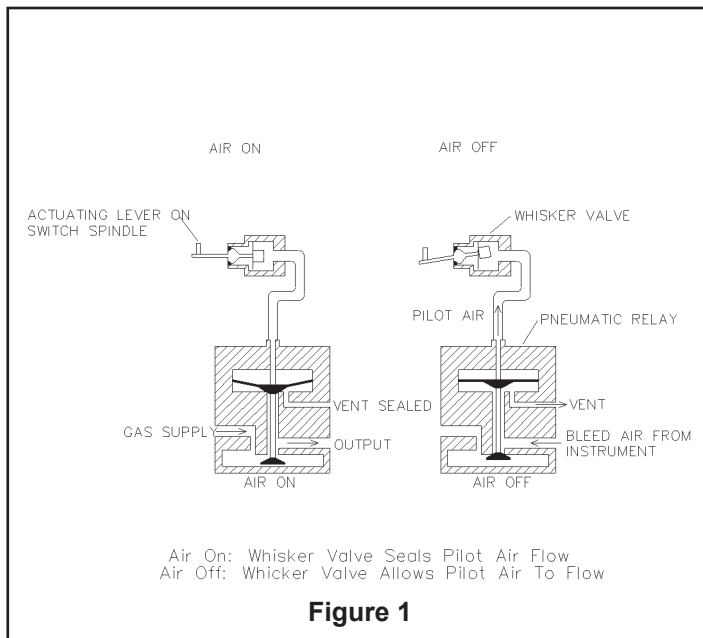 AIR ON
AIR OFF
ACTUATING LEVER ON
SWITCH SPINDLE
WHISKER VALVE
PILOT AIR
PNEUMATIC RELAY
VENT SEALED
VENT
GAS SUPPLY
OUTPUT
BLEED AIR FROM
INSTRUMENT
AIR ON
AIR OFF
Air On: Whisker Valve Seals Pilot Air Flow
Air Off: Whicker Valve Allows Pilot Air To Flow
Figure 1